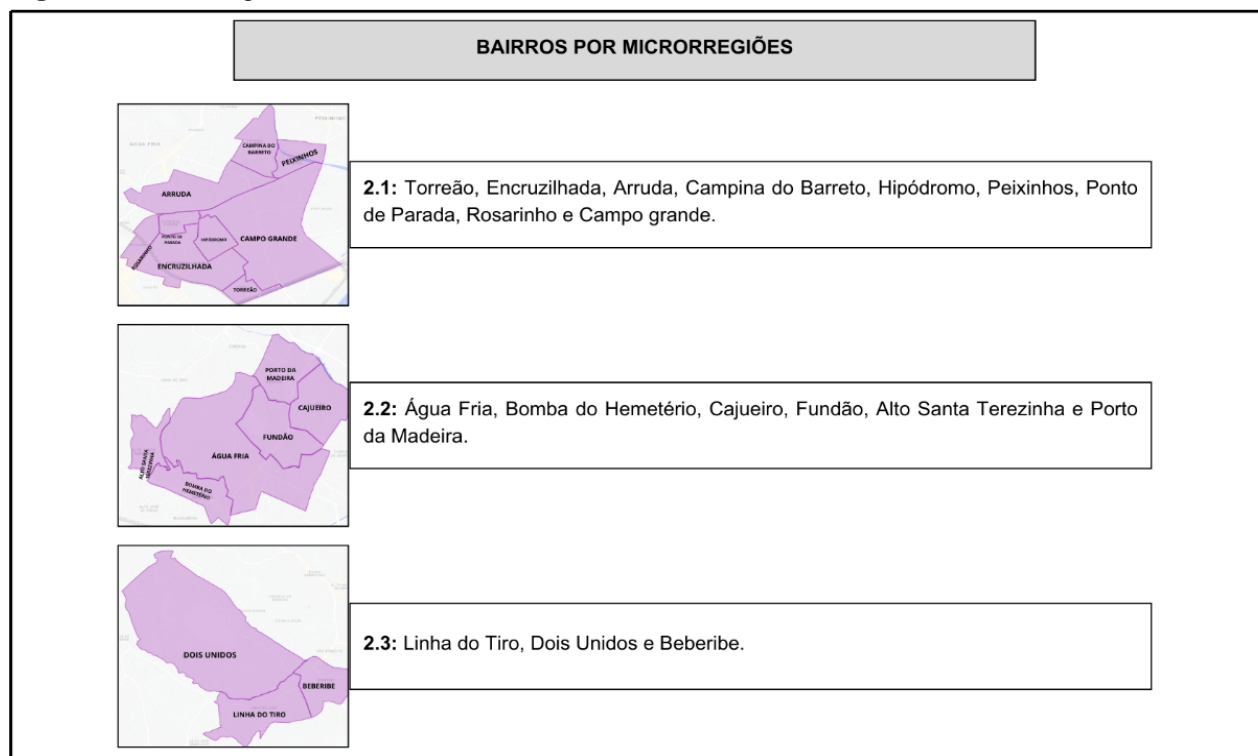 BAIRROS POR MICRORREGIÕES
CAMPINA DO
BARRETO
PEIXINHOS
ARRUDA
PONTO DE
PARADA
HIPÓDROMO
CAMPO GRANDE
ROSARINHO
ENCRUZILHADA
TORREÃO
2.1: Torreão, Encruzilhada, Arruda, Campina do Barreto, Hipódromo, Peixinhos, Ponto
de Parada, Rosarinho e Campo grande.
PORTO DA
MADEIRA
CAJUEIRO
FUNDÃO
ÁGUA FRIA
ALTO SANTA
TEREZINHA
BOMBA DO
HEMETÉRIO
2.2: Água Fria, Bomba do Hemetério, Cajueiro, Fundão, Alto Santa Terezinha e Porto
da Madeira.
DOIS UNIDOS
BEBERIBE
LINHA DO TIRO
2.3: Linha do Tiro, Dois Unidos e Beberibe.